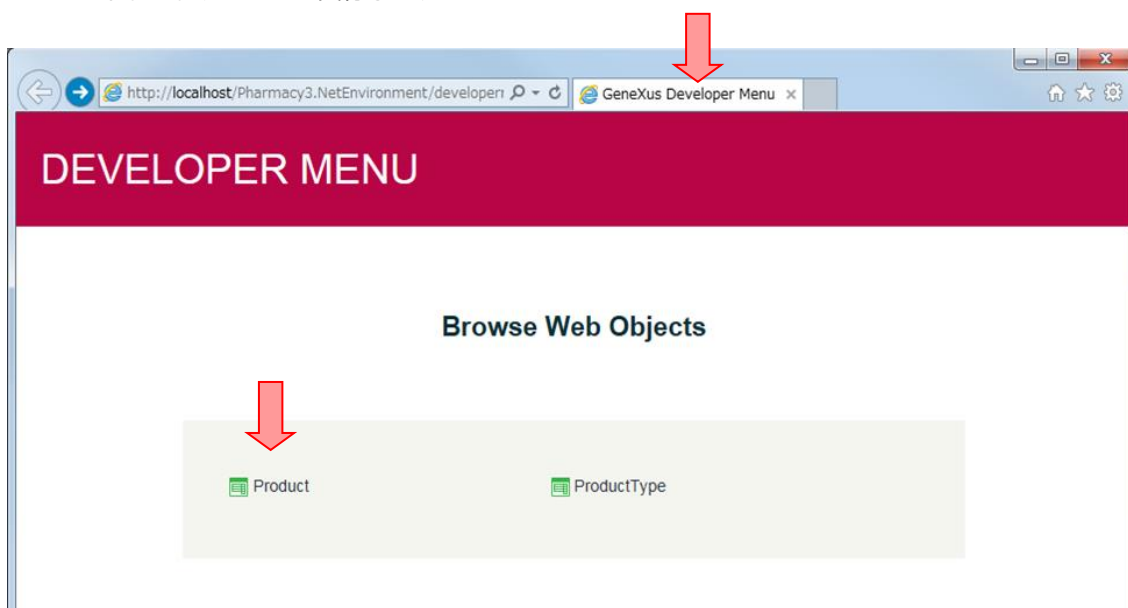 http://localhost/Pharmacy3.NetEnvironment/developer
GeneXus Developer Menu
DEVELOPER MENU
Browse Web Objects
Product
ProductType